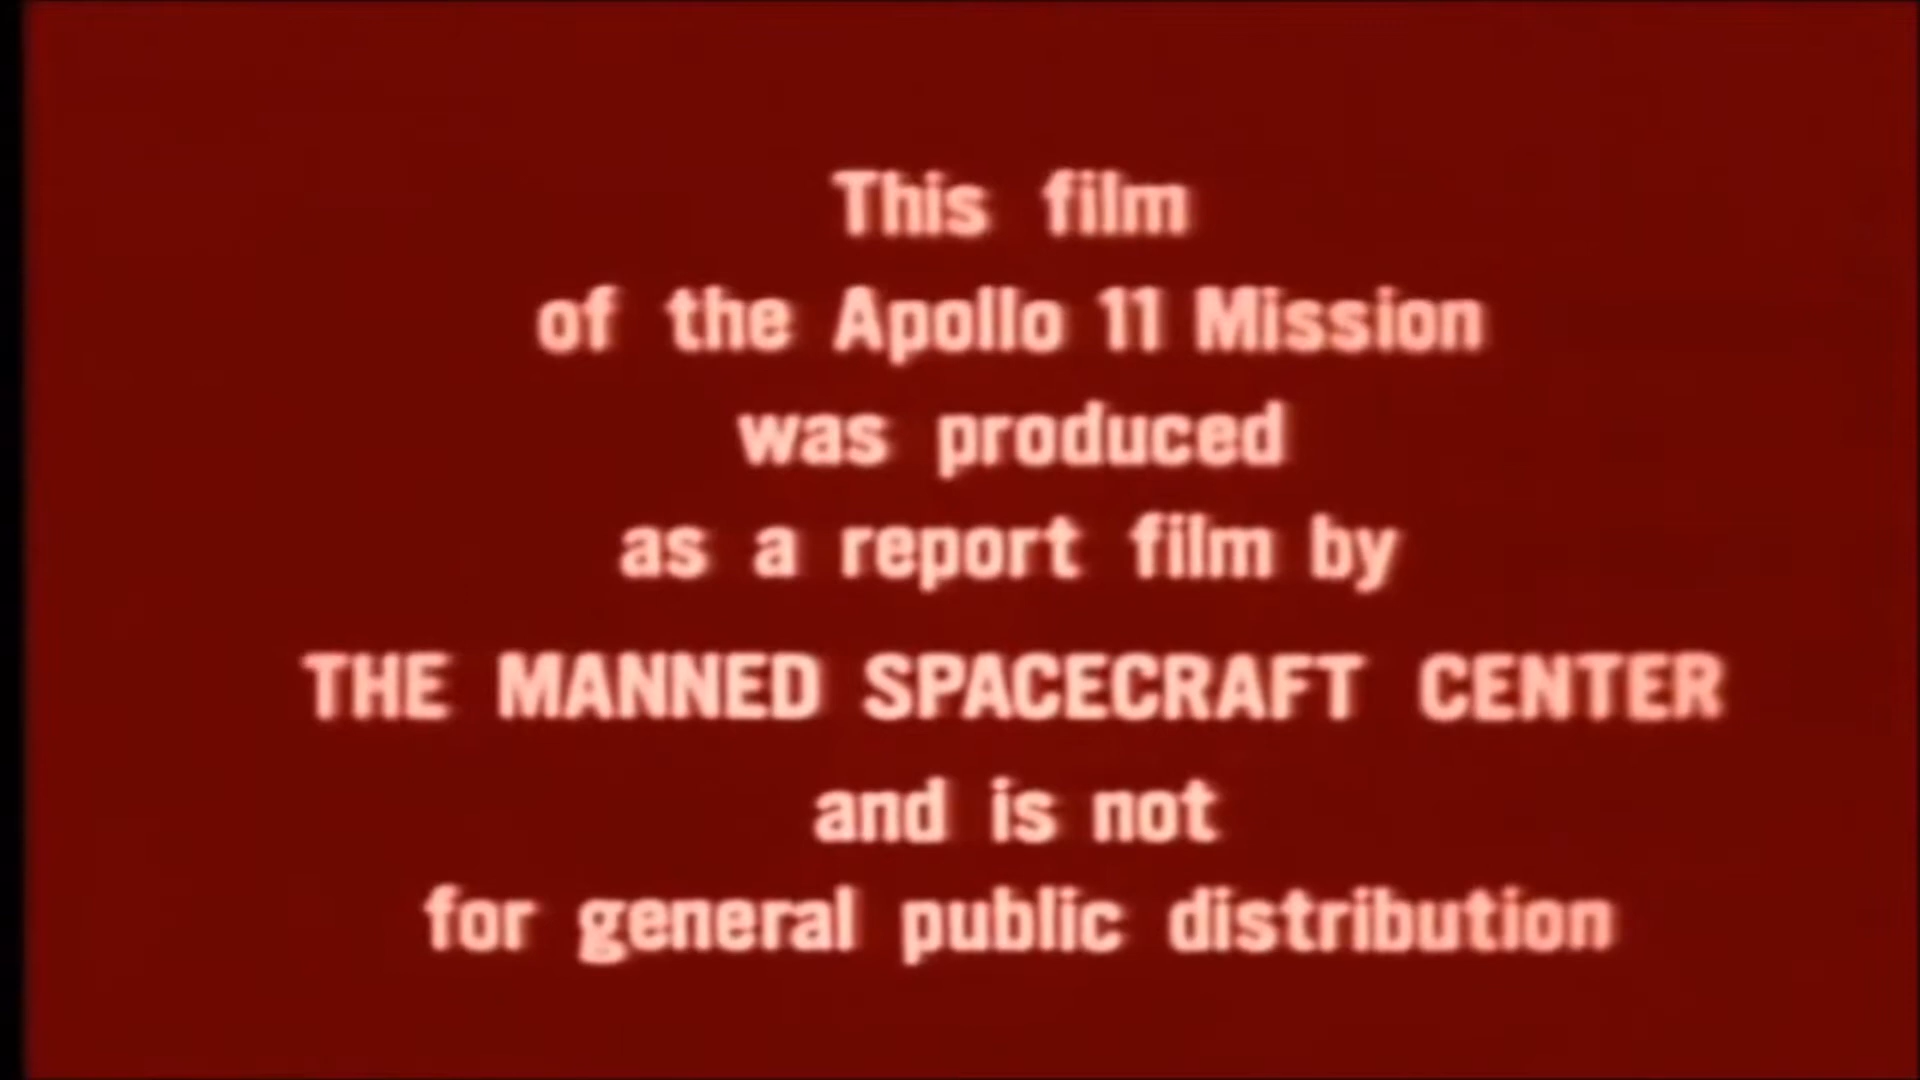 This film
of the Apollo 11 Mission
was produced
as a report film by
THE MANNED SPACECRAFT CENTER
and is not
for general public distribution